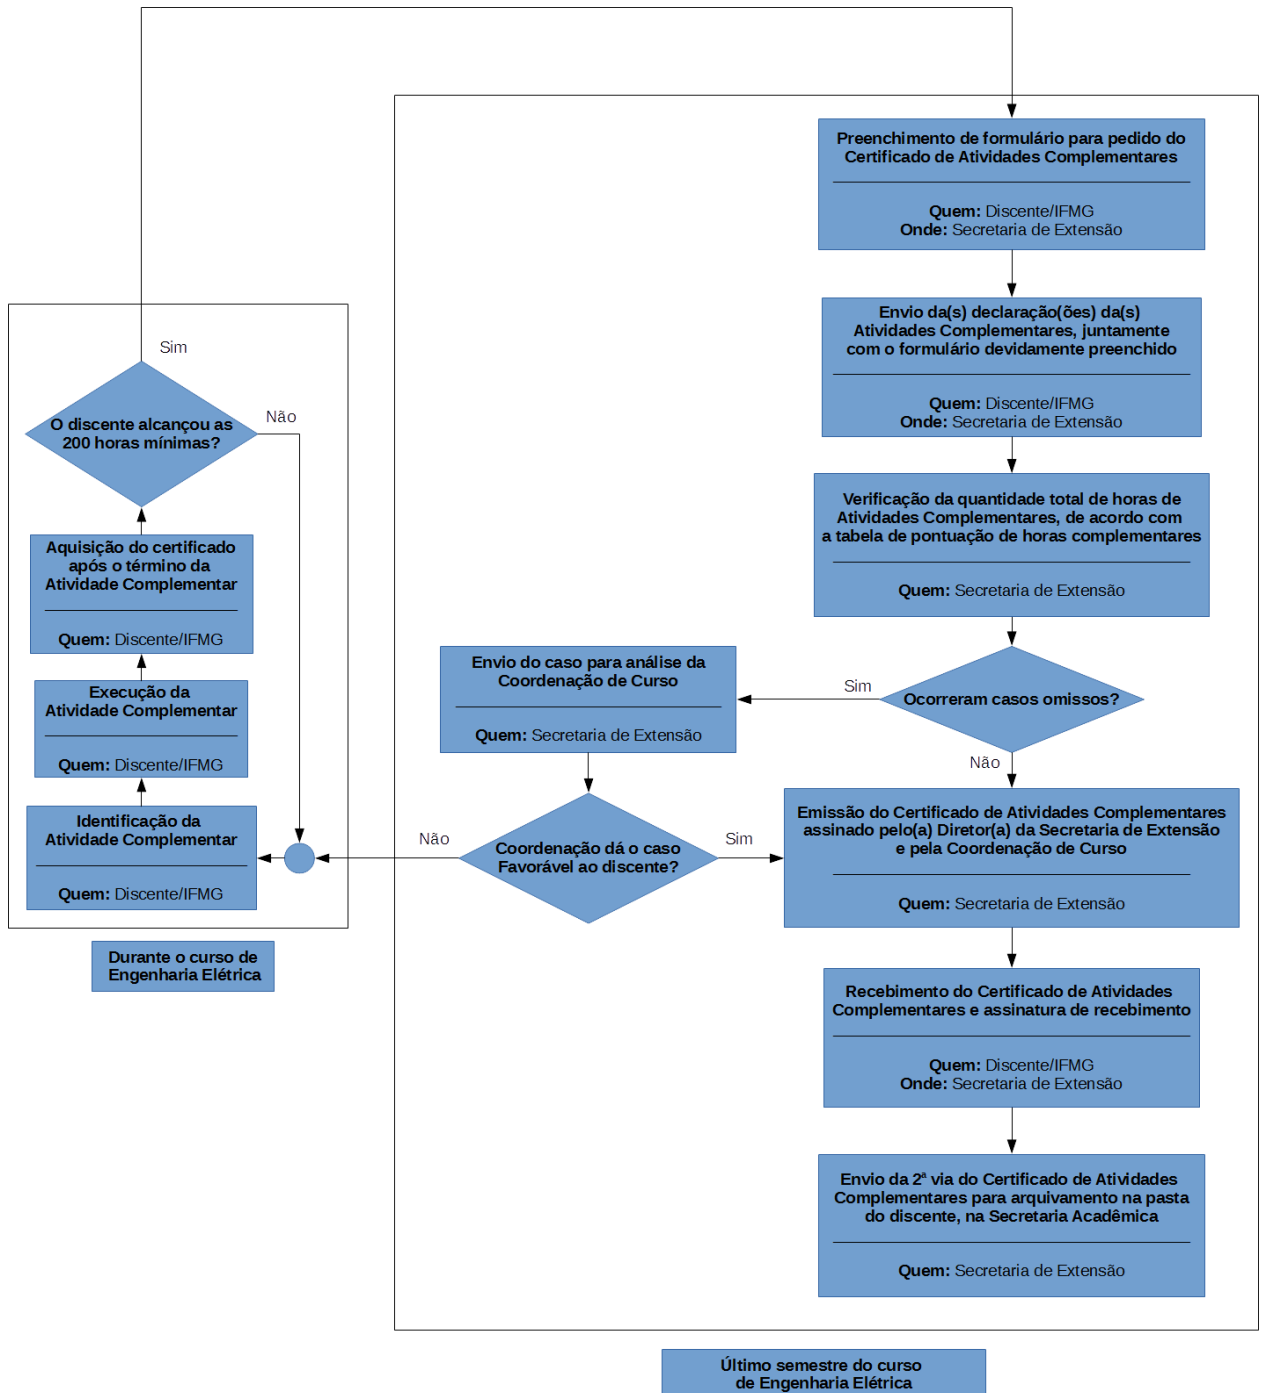 Preenchimento de formulário para pedido do
Certificado de Atividades Complementares
Quem: Discente/IFMG
Onde: Secretaria de Extensão
Envio da(s) declaração(ões) da(s)
Atividades Complementares, juntamente
com o formulário devidamente preenchido
Quem: Discente/IFMG
Onde: Secretaria de Extensão
Verificação da quantidade total de horas de
Atividades Complementares, de acordo com
a tabela de pontuação de horas complementares
Quem: Secretaria de Extensão
Ocorreram casos omissos?
Sim
Não
Envio do caso para análise da
Coordenação de Curso
Quem: Secretaria de Extensão
Coordenação dá o caso
Favorável ao discente?
Não
Sim
Emissão do Certificado de Atividades Complementares
assinado pelo(a) Diretor(a) da Secretaria de Extensão
e pela Coordenação de Curso
Quem: Secretaria de Extensão
Recebimento do Certificado de Atividades
Complementares e assinatura de recebimento
Quem: Discente/IFMG
Onde: Secretaria de Extensão
Envio da 2ª via do Certificado de Atividades
Complementares para arquivamento na pasta
do discente, na Secretaria Acadêmica
Quem: Secretaria de Extensão
Último semestre do curso
de Engenharia Elétrica
Sim
O discente alcançou as
200 horas mínimas?
Não
Aquisição do certificado
após o término da
Atividade Complementar
Quem: Discente/IFMG
Execução da
Atividade Complementar
Quem: Discente/IFMG
Identificação da
Atividade Complementar
Quem: Discente/IFMG
Durante o curso de
Engenharia Elétrica